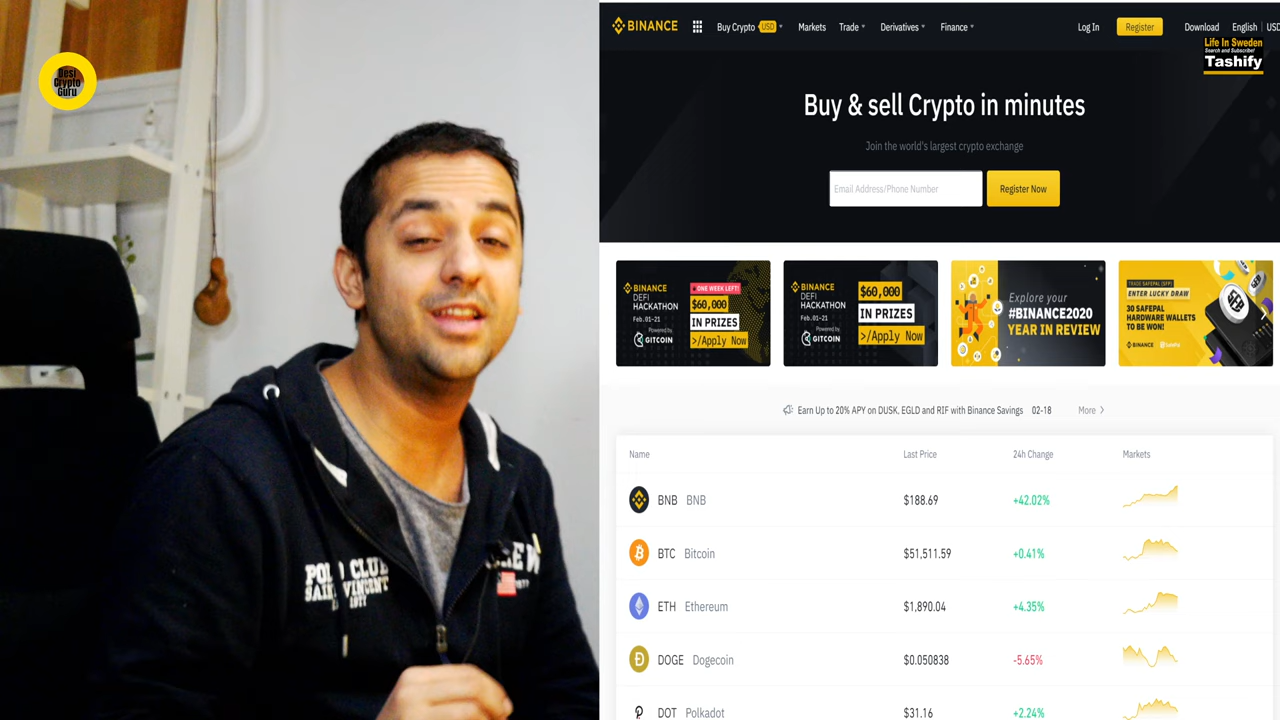 Desi
Crypto
Guru
POLO CLUB
SAINT VINCENT
1977
BINANCE
Buy Crypto USD
Markets
Trade
Derivatives
Finance
Log In
Register
Download
English
USD
Life In Sweden
Search and Subscribe!
Tashify
Buy & sell Crypto in minutes
Join the world's largest crypto exchange
Email Address/Phone Number
Register Now
BINANCE
DEFI
HACKATHON
Feb.01-21
Powered by
GITCOIN
ONE WEEK LEFT!
$60,000
IN PRIZES
>/Apply Now
BINANCE
DEFI
HACKATHON
Feb.01-21
Powered by
GITCOIN
$60,000
IN PRIZES
>/Apply Now
Explore your
#BINANCE2020
YEAR IN REVIEW
TRADE SAFEPAL (SFP)
ENTER LUCKY DRAW
30 SAFEPAL
HARDWARE WALLETS
TO BE WON!
BINANCE SafePal
Earn Up to 20% APY on DUSK, EGLD and RIF with Binance Savings 02-18 More
Name Last Price 24h Change Markets
BNB BNB $188.69 +42.02%
BTC Bitcoin $51,511.59 +0.41%
ETH Ethereum $1,890.04 +4.35%
DOGE Dogecoin $0.050838 -5.65%
DOT Polkadot $31.16 +2.24%